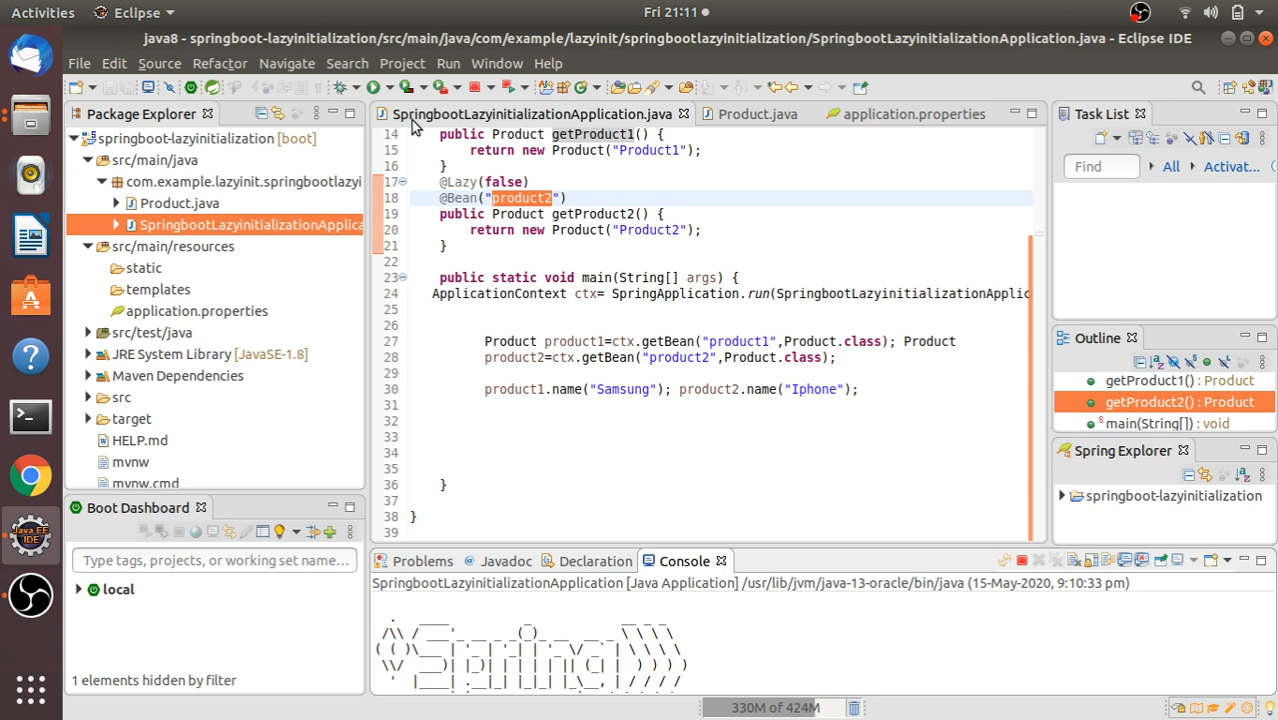 Activities Eclipse Fri 21:11
java8 - springboot-lazyinitialization/src/main/java/com/example/lazyinit/springbootlazyinitialization/SpringbootLazyinitializationApplication.java - Eclipse IDE
File Edit Source Refactor Navigate Search Project Run Window Help
Package Explorer
springboot-lazyinitialization [boot]
src/main/java
com.example.lazyinit.springbootlazyi
Product.java
SpringbootLazyinitializationApplica
src/main/resources
static
templates
application.properties
src/test/java
JRE System Library [JavaSE-1.8]
Maven Dependencies
src
target
HELP.md
mvnw
mvnw.cmd
Boot Dashboard
Type tags, projects, or working set name...
local
1 elements hidden by filter
SpringbootLazyinitializationApplication.java Product.java application.properties
14 public Product getProduct1() {
15 return new Product("Product1");
16 }
17 @Lazy(false)
18 @Bean("product2")
19 public Product getProduct2() {
20 return new Product("Product2");
21 }
22
23 public static void main(String[] args) {
24 ApplicationContext ctx= SpringApplication.run(SpringbootLazyinitializationApplic
25
26
27 Product product1=ctx.getBean("product1",Product.class); Product
28 product2=ctx.getBean("product2",Product.class);
29
30 product1.name("Samsung"); product2.name("Iphone");
31
32
33
34
35
36 }
37
38 }
39
Problems Javadoc Declaration Console
SpringbootLazyinitializationApplication [Java Application] /usr/lib/jvm/java-13-oracle/bin/java (15-May-2020, 9:10:33 pm)
Spring
330M of 424M
Task List
Find All Activat...
Outline
getProduct1() : Product
getProduct2() : Product
main(String[]) : void
Spring Explorer
springboot-lazyinitialization
Java EE
IDE